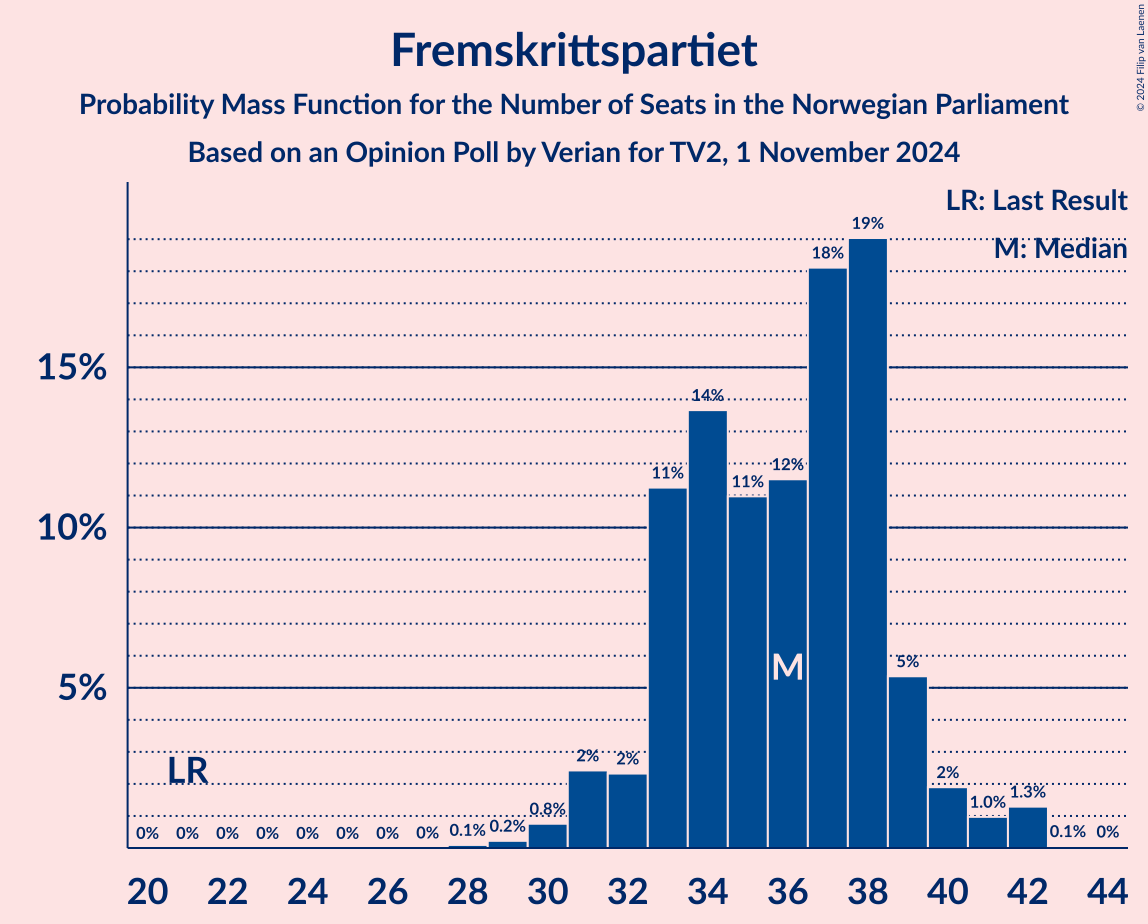 Fremskrittspartiet
Probability Mass Function for the Number of Seats in the Norwegian Parliament
Based on an Opinion Poll by Verian for TV2, 1 November 2024
© 2024 Filip van Laenen
LR: Last Result
M: Median
15%
10%
5%
0% 0% 0% 0% 0% 0% 0% 0% 0.1% 0.2% 0.8% 2% 2% 11% 14% 11% 12% 18% 19% 5% 2% 1.0% 1.3% 0.1% 0%
LR
M
20 22 24 26 28 30 32 34 36 38 40 42 44